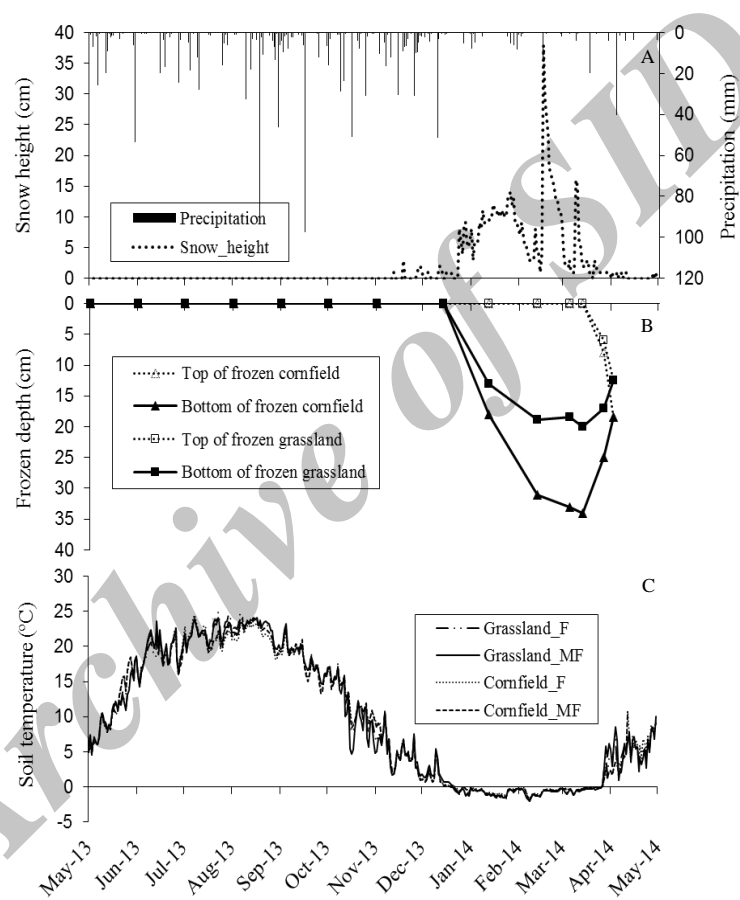 A
Snow height (cm)
40
35
30
25
20
15
10
5
0
Precipitation (mm)
0
20
40
60
80
100
120
Precipitation
Snow_height
B
Frozen depth (cm)
0
5
10
15
20
25
30
35
40
Top of frozen cornfield
Bottom of frozen cornfield
Top of frozen grassland
Bottom of frozen grassland
C
Soil temperature (°C)
30
25
20
15
10
5
0
-5
Grassland_F
Grassland_MF
Cornfield_F
Cornfield_MF
May-13
Jun-13
Jul-13
Aug-13
Sep-13
Oct-13
Nov-13
Dec-13
Jan-14
Feb-14
Mar-14
Apr-14
May-14
Archive of SID